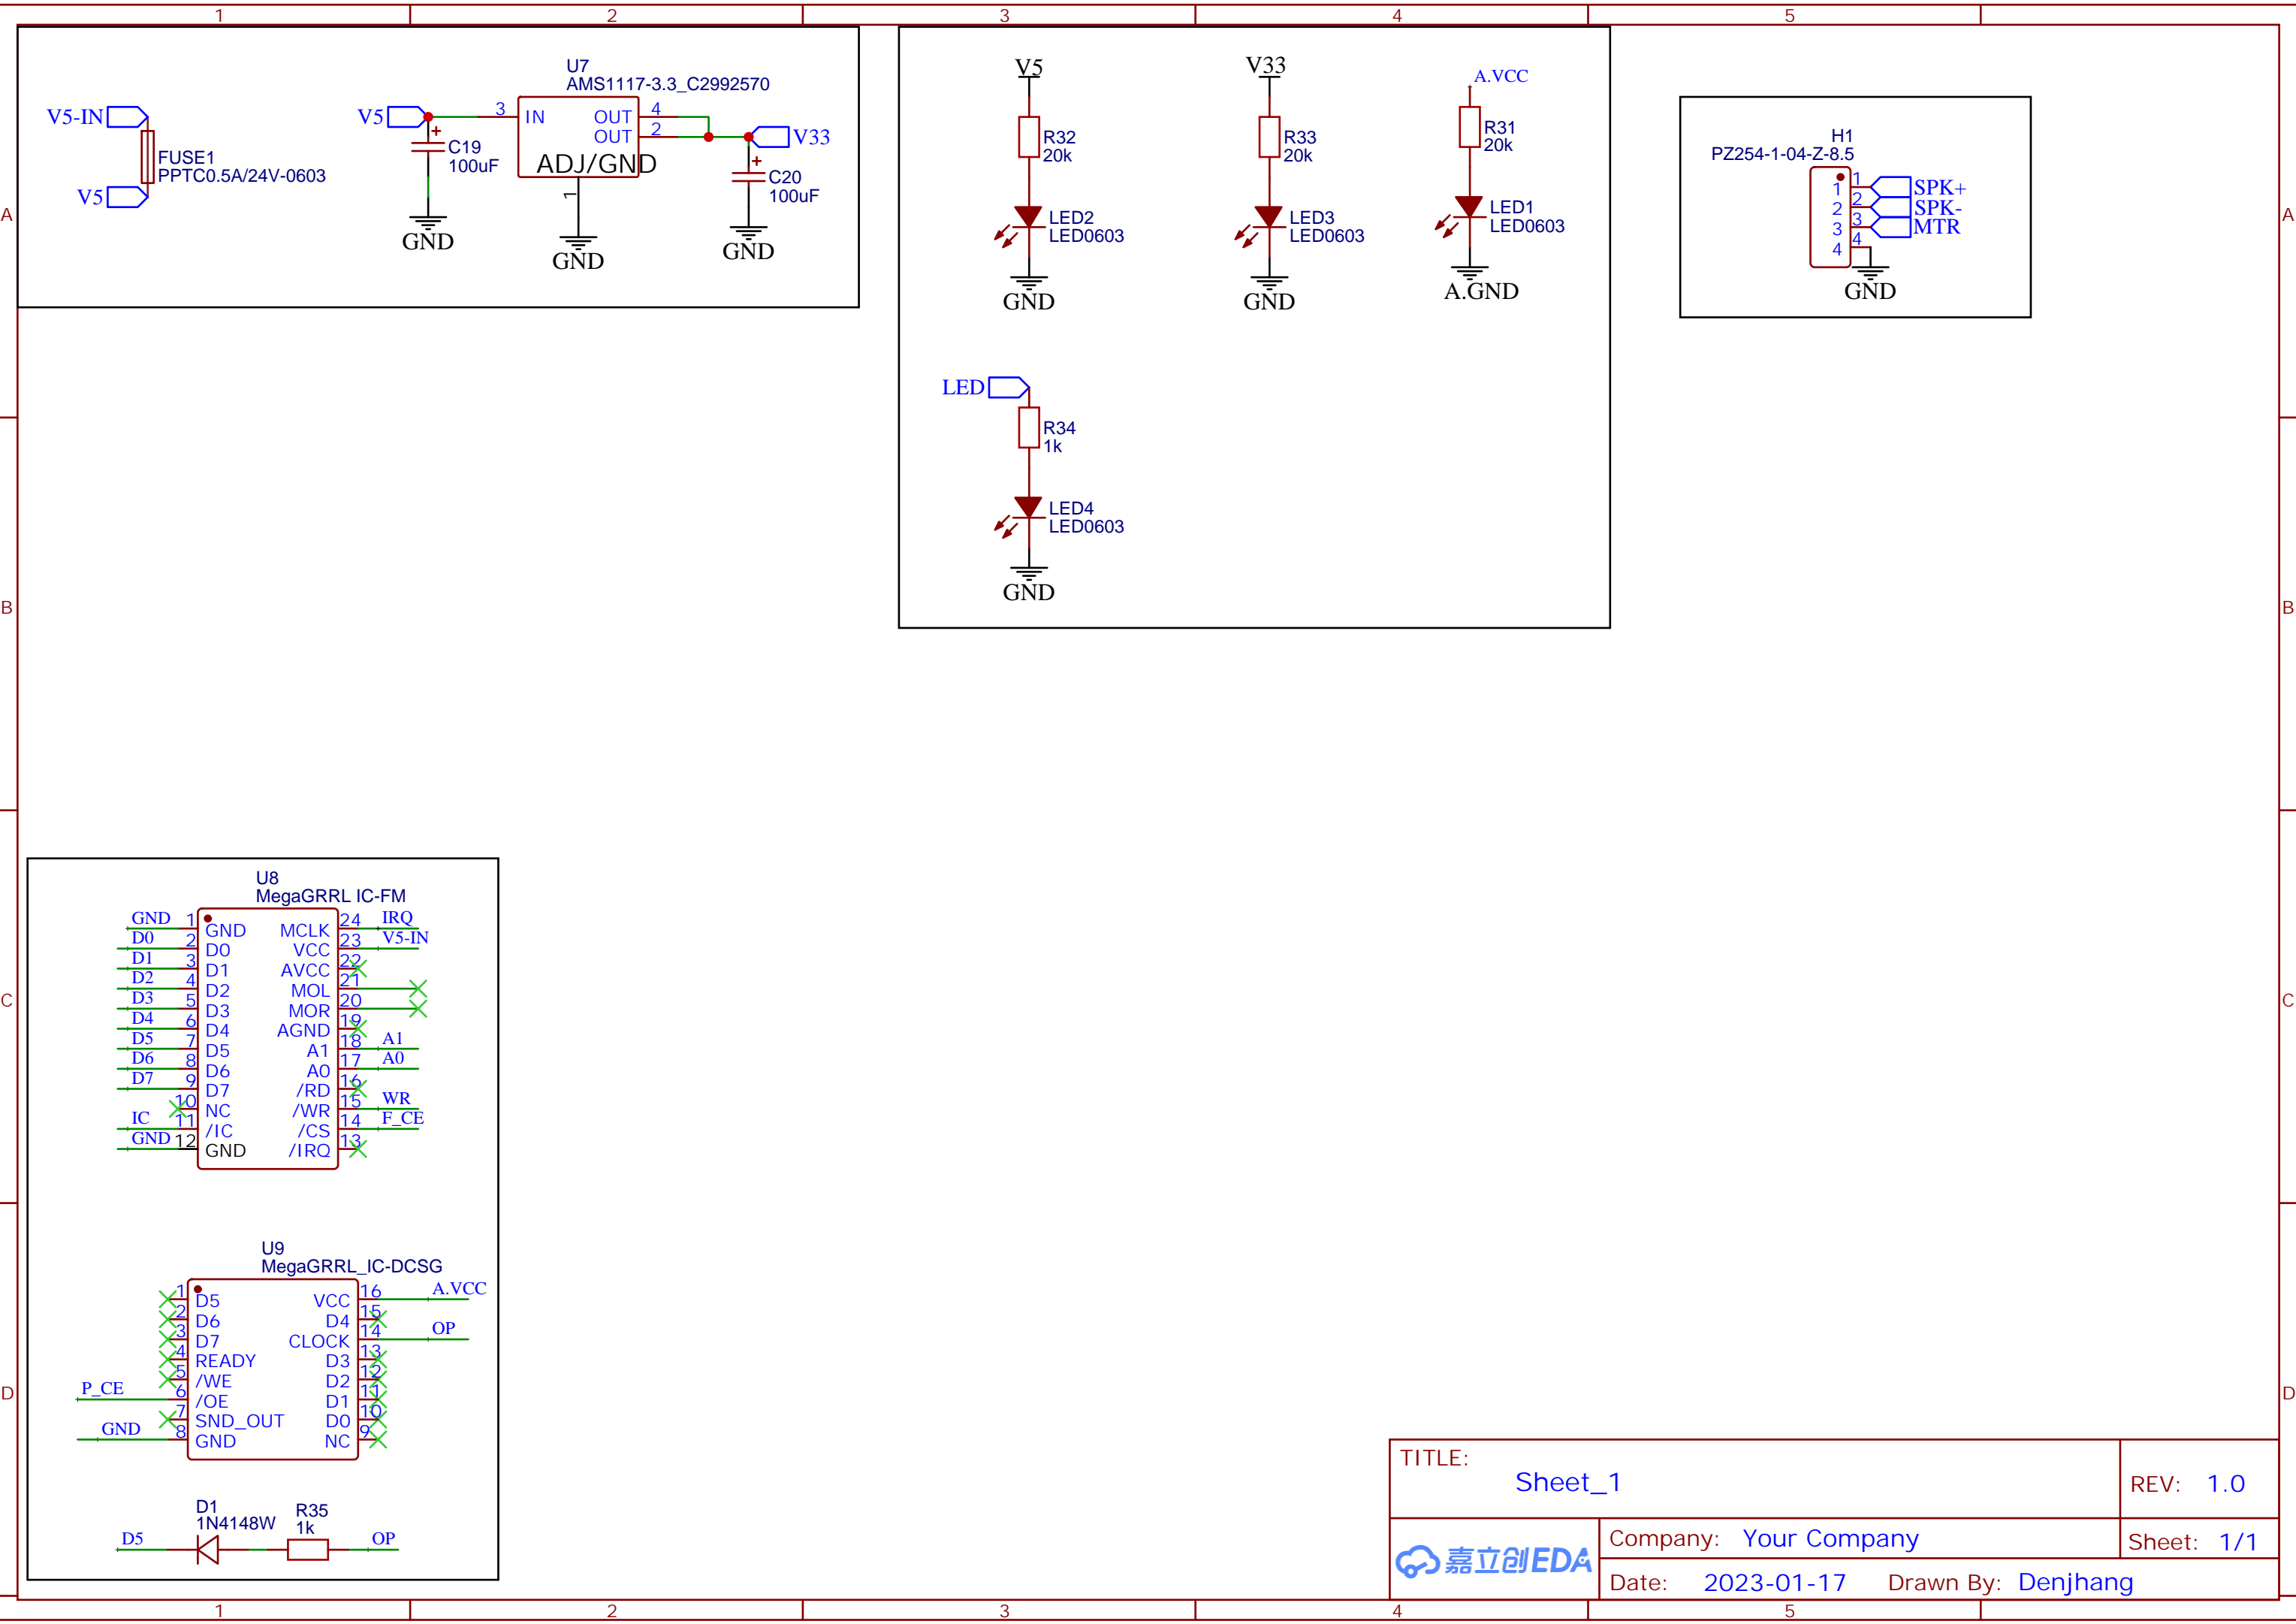 1 2 3 4 5
A
B
C
D
V5-IN
FUSE1
PPTC0.5A/24V-0603
V5
U7
AMS1117-3.3_C2992570
V5
3 IN OUT 4
OUT 2
ADJ/GND
1
V33
C19
100uF
C20
100uF
GND
GND
GND
V5
R32
20k
LED2
LED0603
GND
V33
R33
20k
LED3
LED0603
GND
A.VCC
R31
20k
LED1
LED0603
A.GND
LED
R34
1k
LED4
LED0603
GND
H1
PZ254-1-04-Z-8.5
1 1 SPK+
2 2 SPK-
3 3 MTR
4 4
GND
A
B
C
D
U8
MegaGRRL IC-FM
GND 1 GND MCLK 24 IRQ
D0 2 D0 VCC 23 V5-IN
D1 3 D1 AVCC 22
D2 4 D2 MOL 21
D3 5 D3 MOR 20
D4 6 D4 AGND 19
D5 7 D5 A1 18 A1
D6 8 D6 A0 17 A0
D7 9 D7 /RD 16
10 NC /WR 15 WR
IC 11 /IC /CS 14 F_CE
GND 12 GND /IRQ 13
U9
MegaGRRL_IC-DCSG
1 D5 VCC 16 A.VCC
2 D6 D4 15
3 D7 CLOCK 14 OP
4 READY D3 13
5 /WE D2 12
P_CE 6 /OE D1 11
7 SND_OUT D0 10
GND 8 GND NC 9
D1
1N4148W
R35
1k
D5 OP
TITLE:
Sheet_1
REV: 1.0
嘉立创EDA
Company: Your Company
Sheet: 1/1
Date: 2023-01-17 Drawn By: Denjhang
1 2 3 4 5